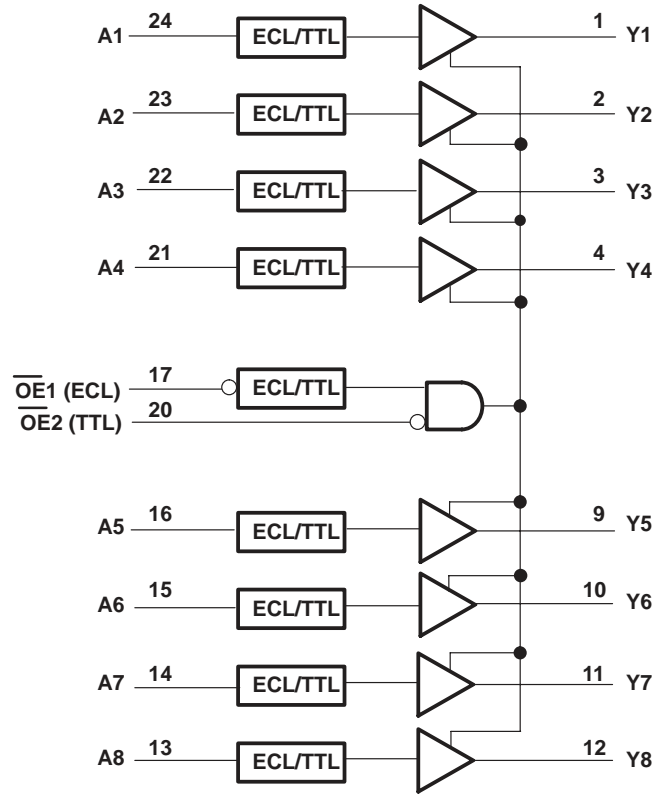 A1 24 ECL/TTL 1 Y1
A2 23 ECL/TTL 2 Y2
A3 22 ECL/TTL 3 Y3
A4 21 ECL/TTL 4 Y4
O̅E̅1 (ECL) 17 ECL/TTL
O̅E̅2 (TTL) 20
A5 16 ECL/TTL 9 Y5
A6 15 ECL/TTL 10 Y6
A7 14 ECL/TTL 11 Y7
A8 13 ECL/TTL 12 Y8